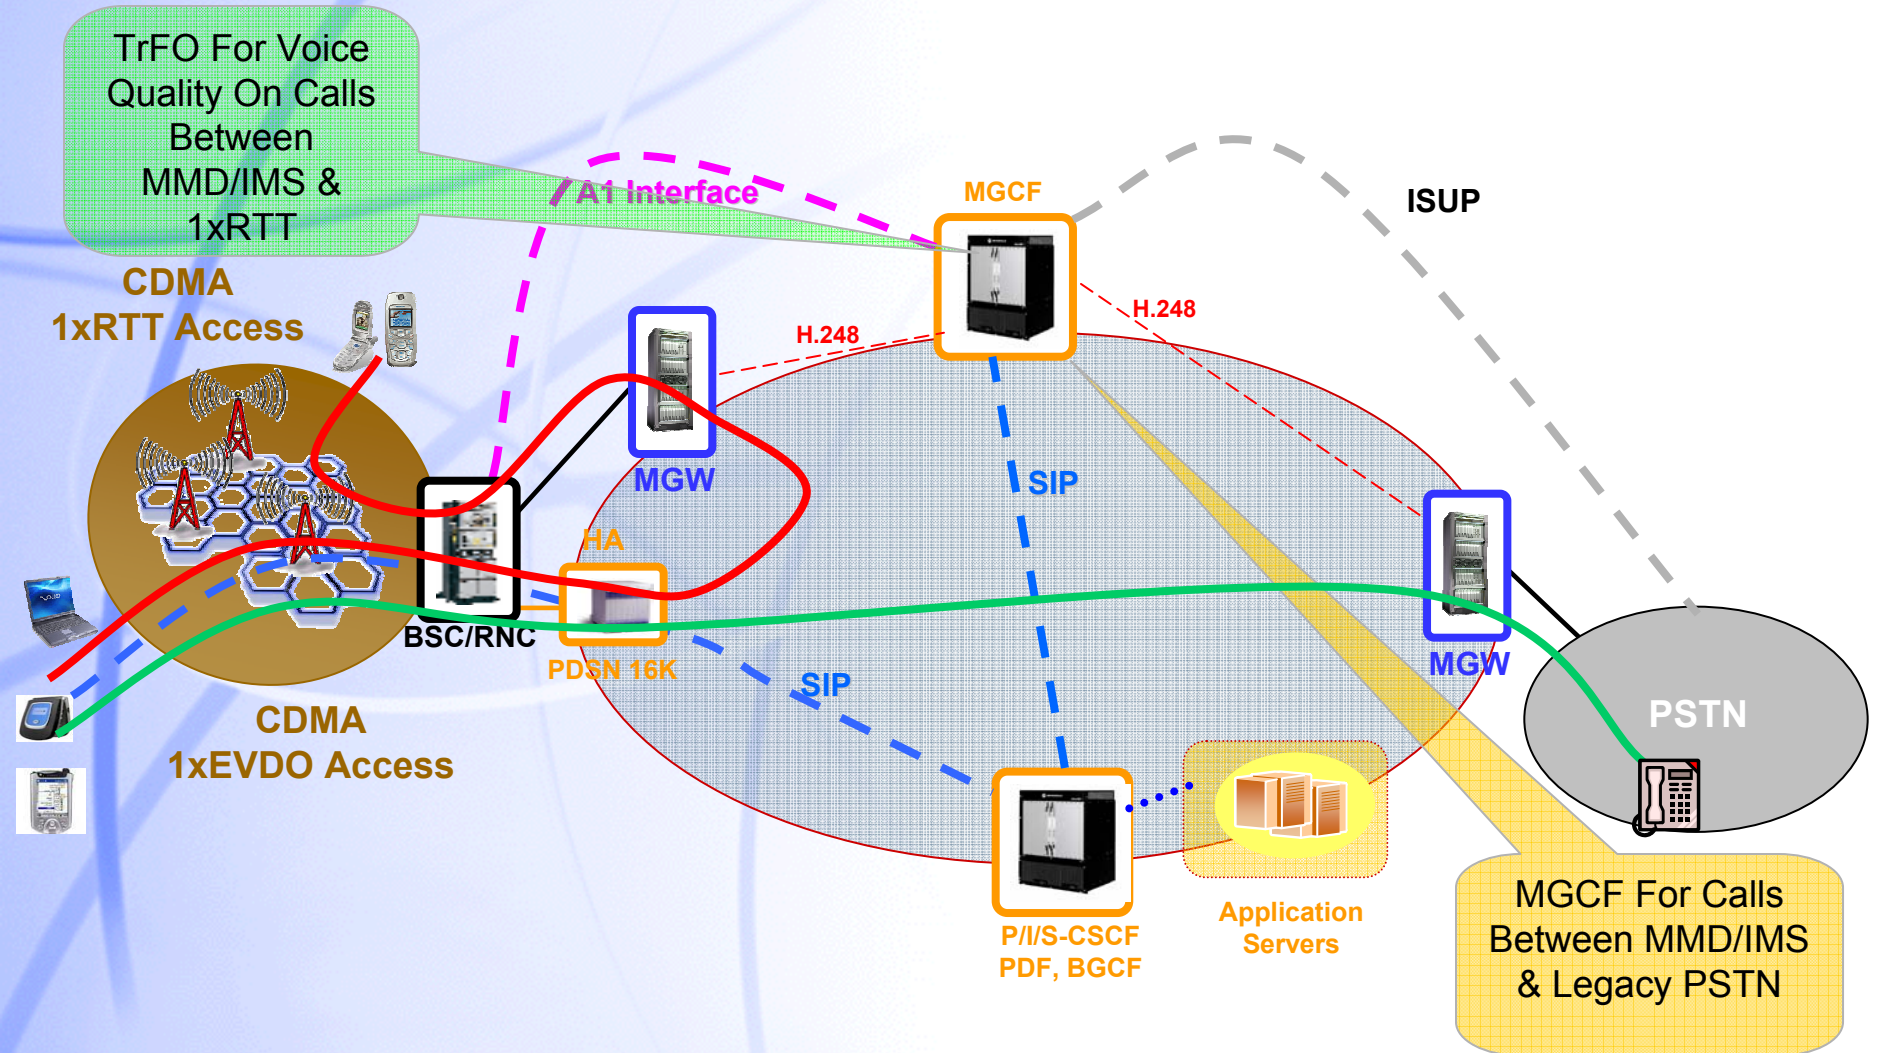 TrFO For Voice
Quality On Calls
Between
MMD/IMS &
1xRTT
A1 Interface
MGCF
ISUP
CDMA
1xRTT Access
H.248
H.248
MGW
SIP
HA
BSC/RNC
PDSN 16K
MGW
SIP
PSTN
CDMA
1xEVDO Access
Application
Servers
P/I/S-CSCF
PDF, BGCF
MGCF For Calls
Between MMD/IMS
& Legacy PSTN